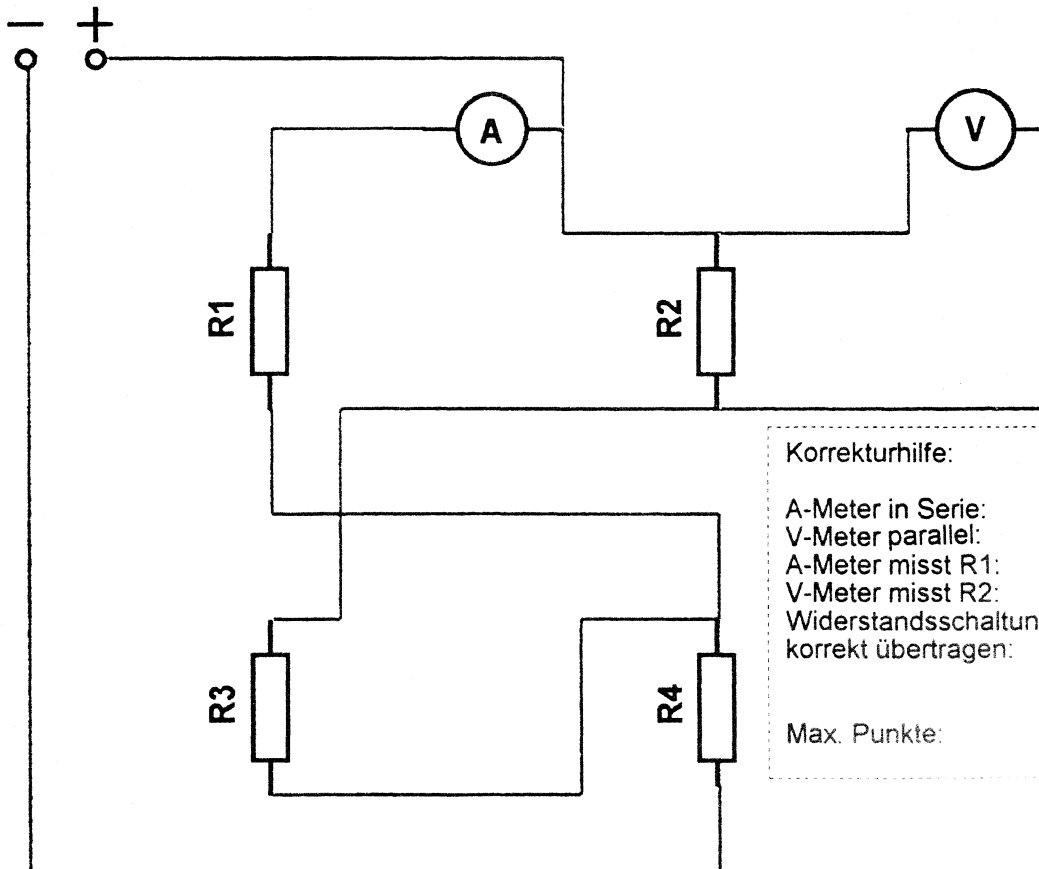 − +
A
V
R1
R2
Korrekturhilfe:
A-Meter in Serie:
V-Meter parallel:
A-Meter misst R1:
V-Meter misst R2:
Widerstandsschaltun
korrekt übertragen:
R3
R4
Max. Punkte: